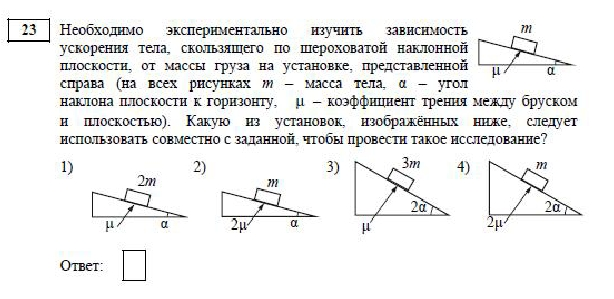 23 Необходимо экспериментально изучить зависимость
ускорения тела, скользящего по шероховатой наклонной
плоскости, от массы груза на установке, представленной
справа (на всех рисунках m – масса тела, α – угол
наклона плоскости к горизонту, μ – коэффициент трения между бруском
и плоскостью). Какую из установок, изображённых ниже, следует
использовать совместно с заданной, чтобы провести такое исследование?
m
μ α
1) 2) 3) 4)
2m m 3m m
μ α 2μ α μ 2α 2μ 2α
Ответ: